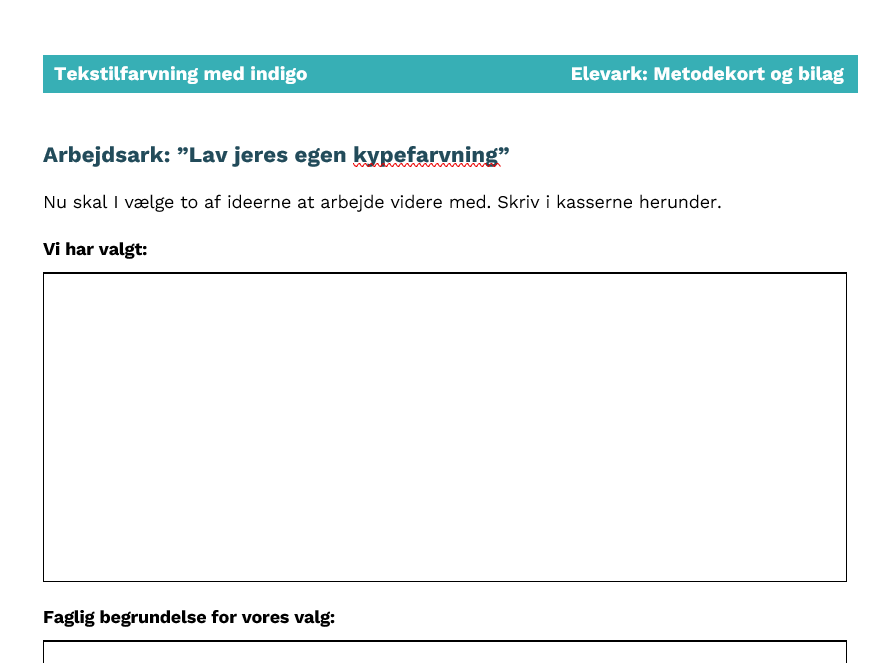 Tekstilfarvning med indigo Elevark: Metodekort og bilag
Arbejdsark: ”Lav jeres egen kypefarvning”
Nu skal I vælge to af ideerne at arbejde videre med. Skriv i kasserne herunder.
Vi har valgt:
Faglig begrundelse for vores valg: